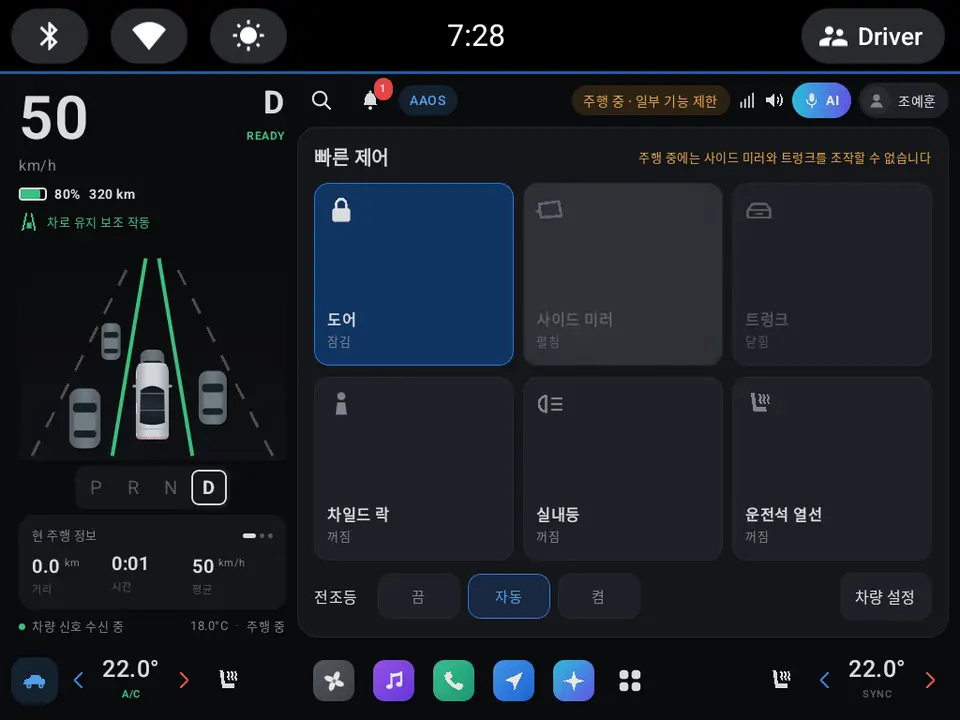 7:28
Driver
50
D
READY
km/h
80% 320 km
차로 유지 보조 작동
P R N D
현 주행 정보
0.0 km 0:01 50 km/h
거리 시간 평균
차량 신호 수신 중 18.0°C · 주행 중
1
AAOS
주행 중 · 일부 기능 제한
AI
조예훈
빠른 제어
주행 중에는 사이드 미러와 트렁크를 조작할 수 없습니다
도어
잠김
사이드 미러
펼침
트렁크
닫힘
차일드 락
꺼짐
실내등
꺼짐
운전석 열선
꺼짐
전조등 끔 자동 켬 차량 설정
22.0°
A/C
22.0°
SYNC